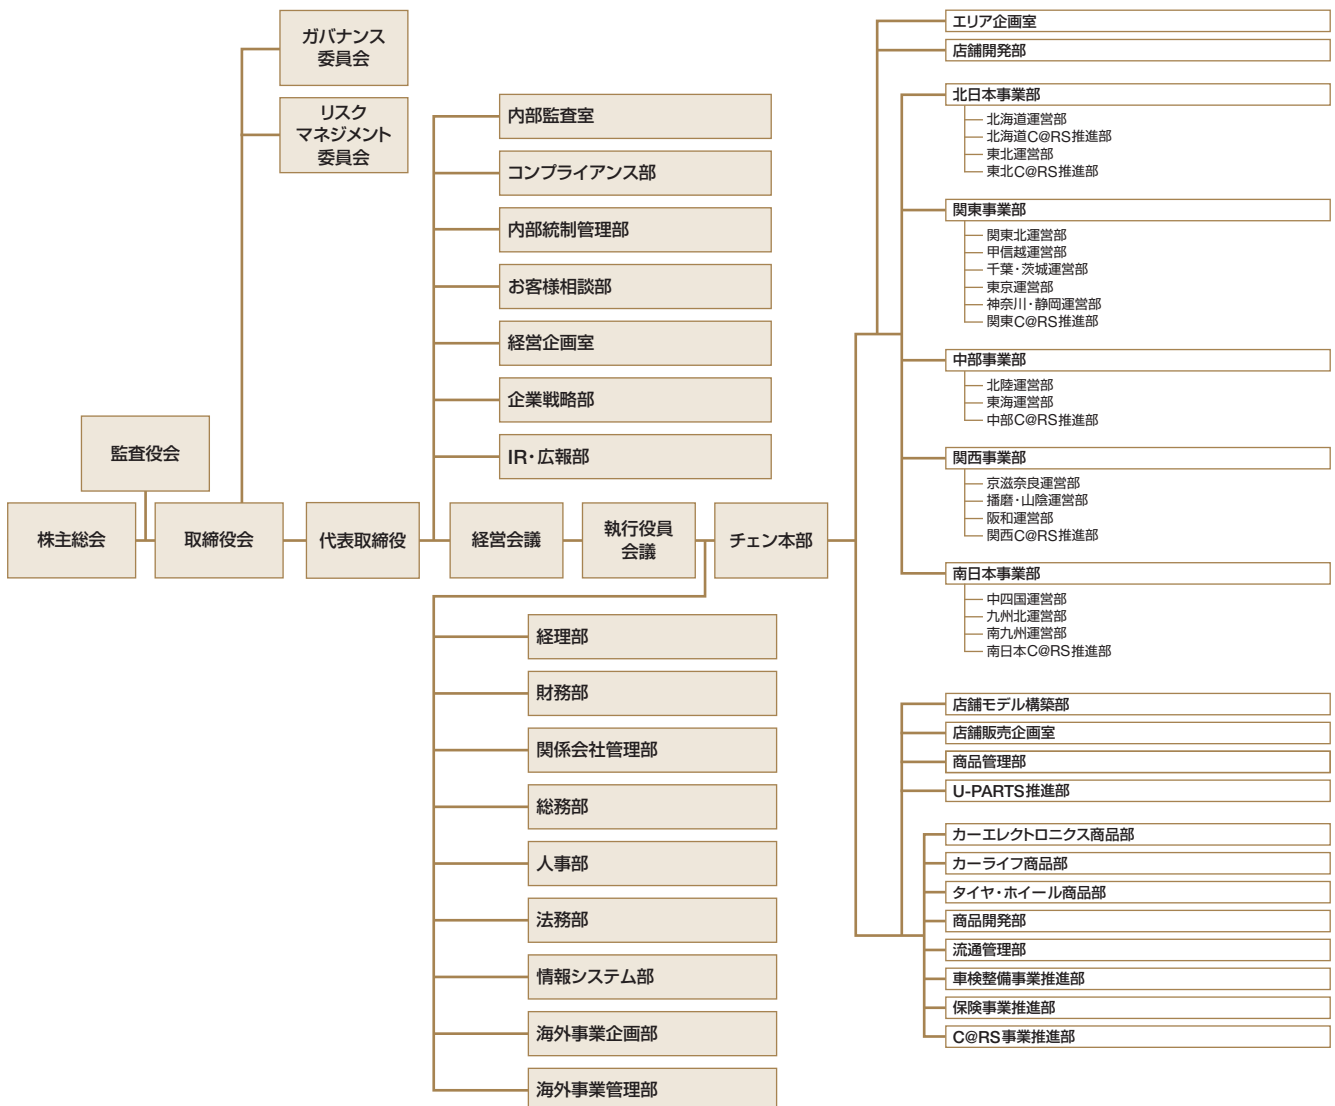 ガバナンス
委員会
リスク
マネジメント
委員会
監査役会
株主総会
取締役会
代表取締役
経営会議
執行役員
会議
チェン本部
内部監査室
コンプライアンス部
内部統制管理部
お客様相談部
経営企画室
企業戦略部
IR・広報部
経理部
財務部
関係会社管理部
総務部
人事部
法務部
情報システム部
海外事業企画部
海外事業管理部
エリア企画室
店舗開発部
北日本事業部
北海道運営部
北海道C@RS推進部
東北運営部
東北C@RS推進部
関東事業部
関東北運営部
甲信越運営部
千葉・茨城運営部
東京運営部
神奈川・静岡運営部
関東C@RS推進部
中部事業部
北陸運営部
東海運営部
中部C@RS推進部
関西事業部
京滋奈良運営部
播磨・山陰運営部
阪和運営部
関西C@RS推進部
南日本事業部
中四国運営部
九州北運営部
南九州運営部
南日本C@RS推進部
店舗モデル構築部
店舗販売企画室
商品管理部
U-PARTS推進部
カーエレクトロニクス商品部
カーライフ商品部
タイヤ・ホイール商品部
商品開発部
流通管理部
車検整備事業推進部
保険事業推進部
C@RS事業推進部